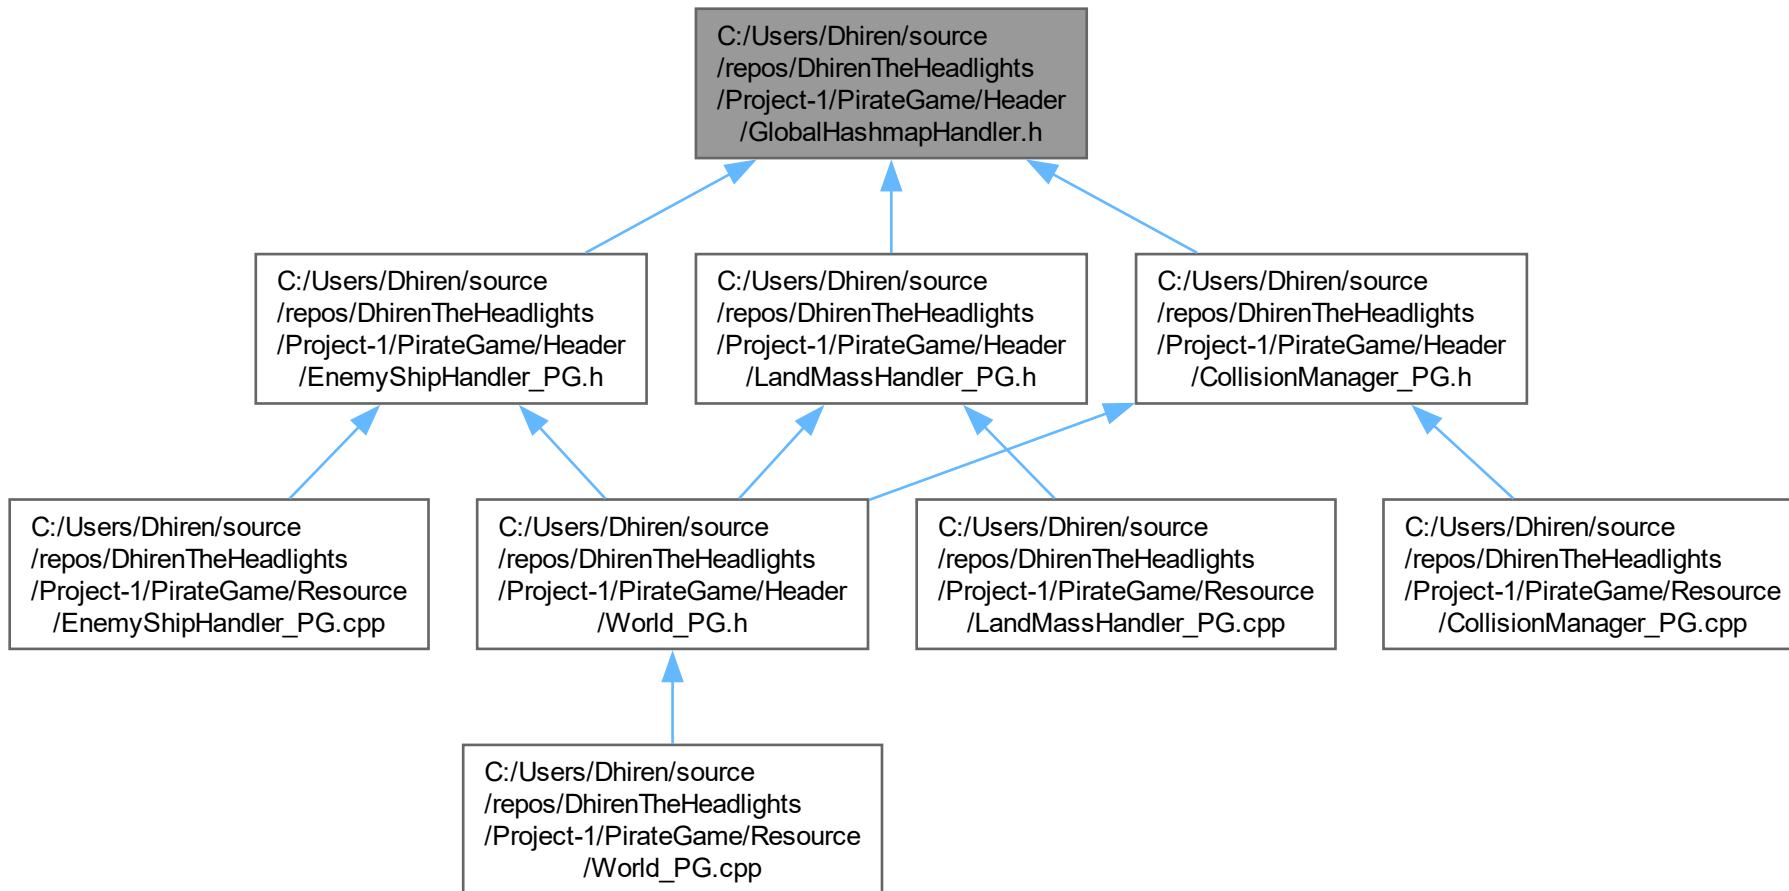 C:/Users/Dhiren/source
/repos/DhirenTheHeadlights
/Project-1/PirateGame/Header
/GlobalHashmapHandler.h
C:/Users/Dhiren/source
/repos/DhirenTheHeadlights
/Project-1/PirateGame/Header
/EnemyShipHandler_PG.h
C:/Users/Dhiren/source
/repos/DhirenTheHeadlights
/Project-1/PirateGame/Header
/LandMassHandler_PG.h
C:/Users/Dhiren/source
/repos/DhirenTheHeadlights
/Project-1/PirateGame/Header
/CollisionManager_PG.h
C:/Users/Dhiren/source
/repos/DhirenTheHeadlights
/Project-1/PirateGame/Resource
/EnemyShipHandler_PG.cpp
C:/Users/Dhiren/source
/repos/DhirenTheHeadlights
/Project-1/PirateGame/Header
/World_PG.h
C:/Users/Dhiren/source
/repos/DhirenTheHeadlights
/Project-1/PirateGame/Resource
/LandMassHandler_PG.cpp
C:/Users/Dhiren/source
/repos/DhirenTheHeadlights
/Project-1/PirateGame/Resource
/CollisionManager_PG.cpp
C:/Users/Dhiren/source
/repos/DhirenTheHeadlights
/Project-1/PirateGame/Resource
/World_PG.cpp